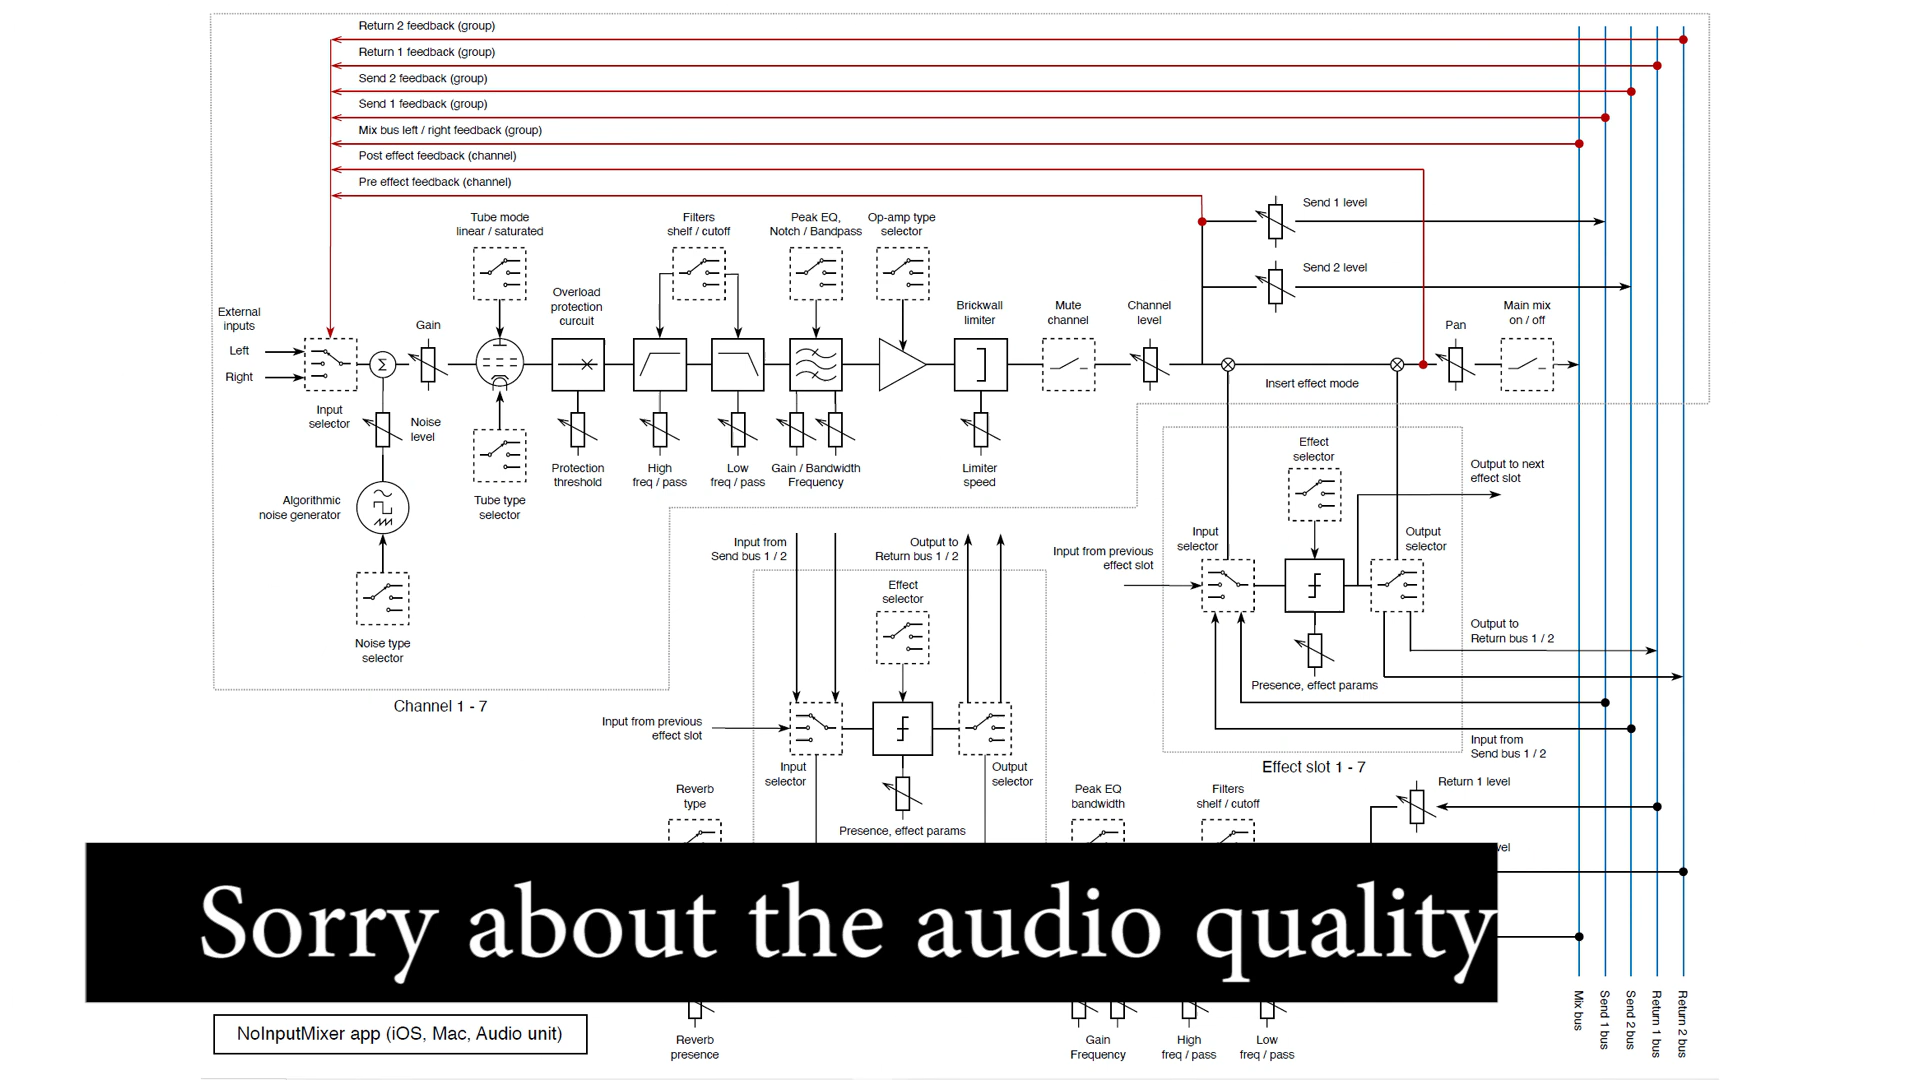 Return 2 feedback (group)
Return 1 feedback (group)
Send 2 feedback (group)
Send 1 feedback (group)
Mix bus left / right feedback (group)
Post effect feedback (channel)
Pre effect feedback (channel)
Send 1 level
Send 2 level
Tube mode
linear / saturated
Filters
shelf / cutoff
Peak EQ,
Notch / Bandpass
Op-amp type
selector
External
inputs
Left
Right
Gain
Overload
protection
curcuit
Brickwall
limiter
Mute
channel
Channel
level
Pan
Main mix
on / off
Σ
Insert effect mode
Input
selector
Noise
level
Protection
threshold
High
freq / pass
Low
freq / pass
Gain / Bandwidth
Frequency
Limiter
speed
Effect
selector
Output to next
effect slot
Algorithmic
noise generator
Tube type
selector
Input from
Send bus 1 / 2
Output to
Return bus 1 / 2
Input from previous
effect slot
Input
selector
Output
selector
Effect
selector
Noise type
selector
Output to
Return bus 1 / 2
Presence, effect params
Channel 1 - 7
Input from previous
effect slot
Input
selector
Output
selector
Input from
Send bus 1 / 2
Effect slot 1 - 7
Return 1 level
Reverb
type
Presence, effect params
Peak EQ
bandwidth
Filters
shelf / cutoff
Sorry about the audio quality
Mix bus
Send 1 bus
Send 2 bus
Return 1 bus
Return 2 bus
NoInputMixer app (iOS, Mac, Audio unit)
Reverb
presence
Gain
Frequency
High
freq / pass
Low
freq / pass